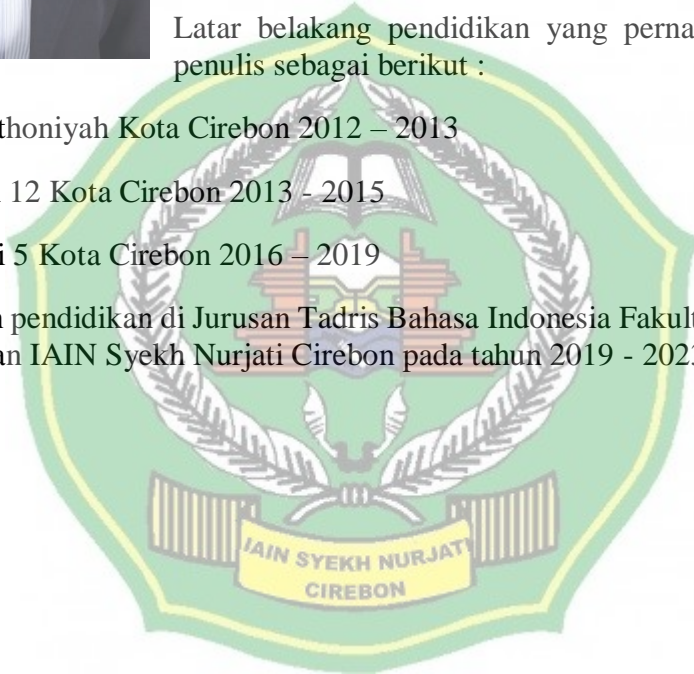 Latar belakang pendidikan yang perna
penulis sebagai berikut :
thoniyah Kota Cirebon 2012 – 2013
12 Kota Cirebon 2013 - 2015
i 5 Kota Cirebon 2016 – 2019
pendidikan di Jurusan Tadris Bahasa Indonesia Fakult
an IAIN Syekh Nurjati Cirebon pada tahun 2019 - 2023
IAIN SYEKH NURJATI
CIREBON